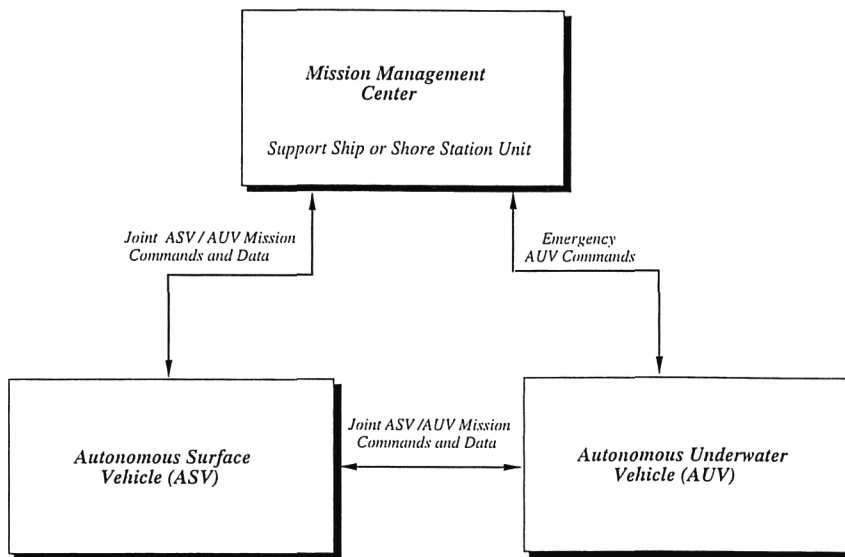 Mission Management
Center
Support Ship or Shore Station Unit
Joint ASV / AUV Mission
Commands and Data
Emergency
AUV Commands
Autonomous Surface
Vehicle (ASV)
Joint ASV /AUV Mission
Commands and Data
Autonomous Underwater
Vehicle (AUV)